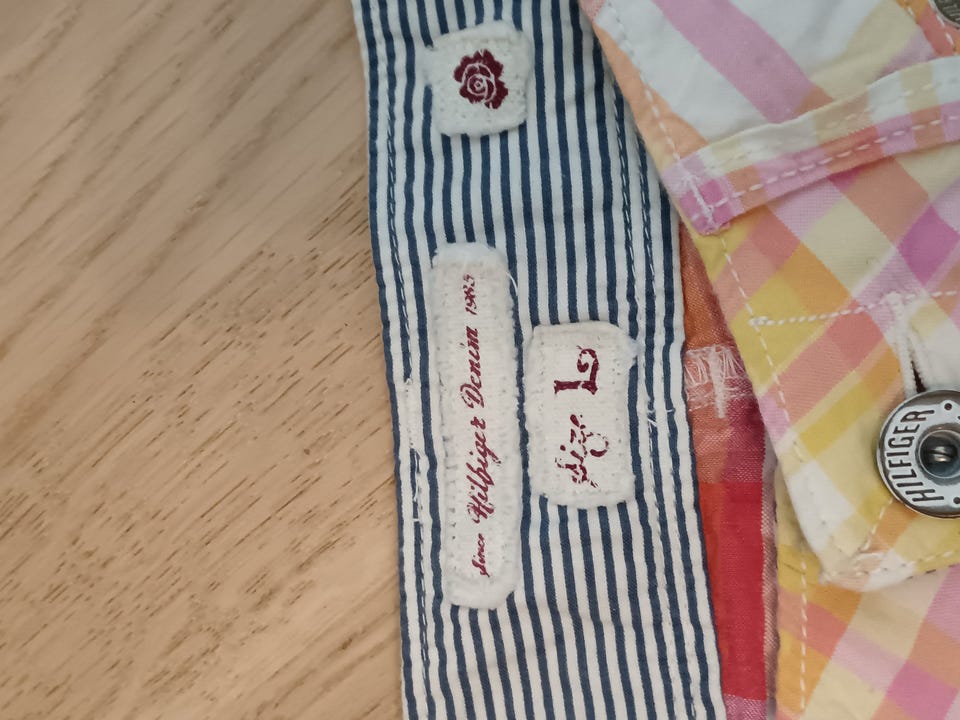 since Hilfiger Denim 1985
size L
HILFIGER